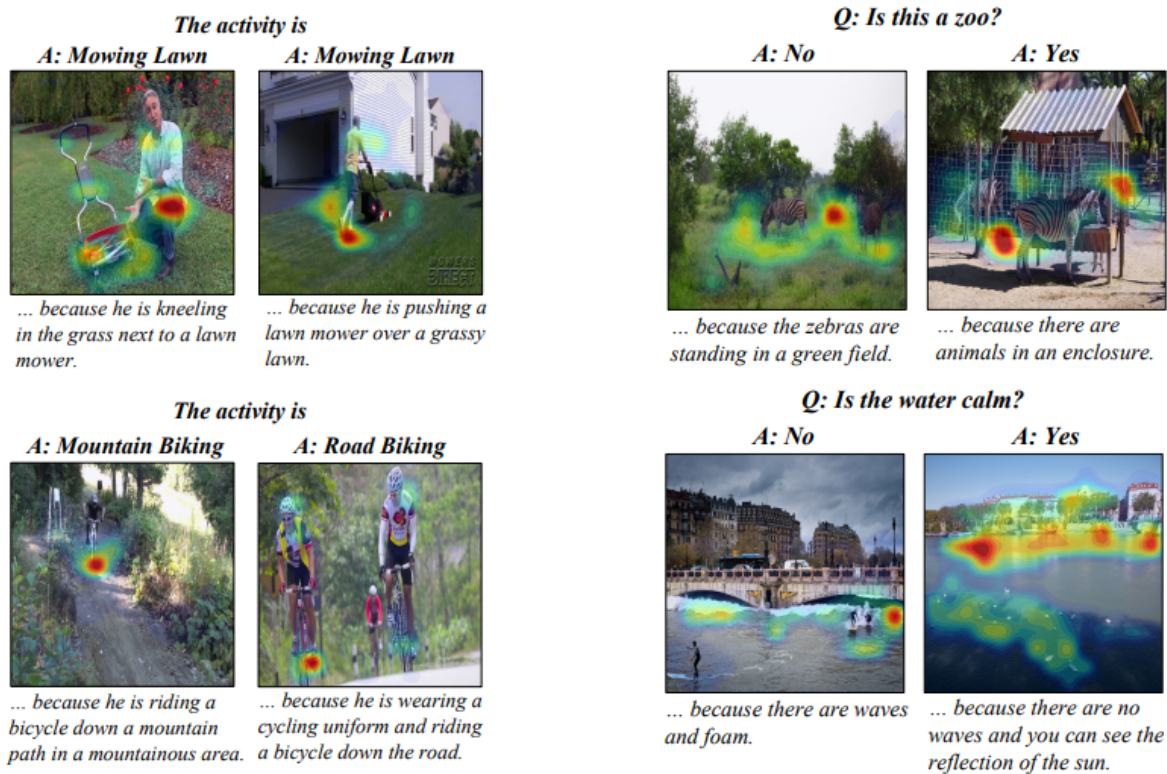 The activity is
A: Mowing Lawn
A: Mowing Lawn
... because he is kneeling
in the grass next to a lawn
mower.
MOWERS
DIRECT
... because he is pushing a
lawn mower over a grassy
lawn.
Q: Is this a zoo?
A: No
A: Yes
... because the zebras are
standing in a green field.
... because there are
animals in an enclosure.
The activity is
A: Mountain Biking
A: Road Biking
... because he is riding a
bicycle down a mountain
path in a mountainous area.
... because he is wearing a
cycling uniform and riding
a bicycle down the road.
Q: Is the water calm?
A: No
A: Yes
... because there are waves
and foam.
... because there are no
waves and you can see the
reflection of the sun.